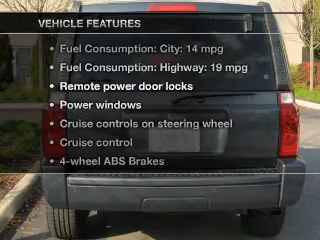 VEHICLE FEATURES
• Fuel Consumption: City: 14 mpg
• Fuel Consumption: Highway: 19 mpg
• Remote power door locks
• Power windows
• Cruise controls on steering wheel
• Cruise control
• 4-wheel ABS Brakes